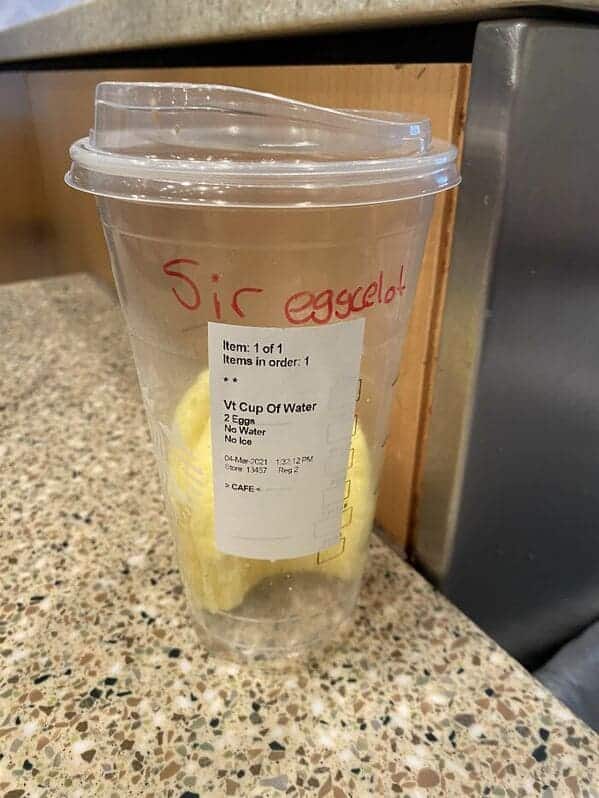 Sir eggscelot
Item: 1 of 1
Items in order: 1
**
Vt Cup Of Water
2 Eggs
No Water
No Ice
04-Mar-2021 1:32:12 PM
Store 13457 Reg 2
> CAFE <